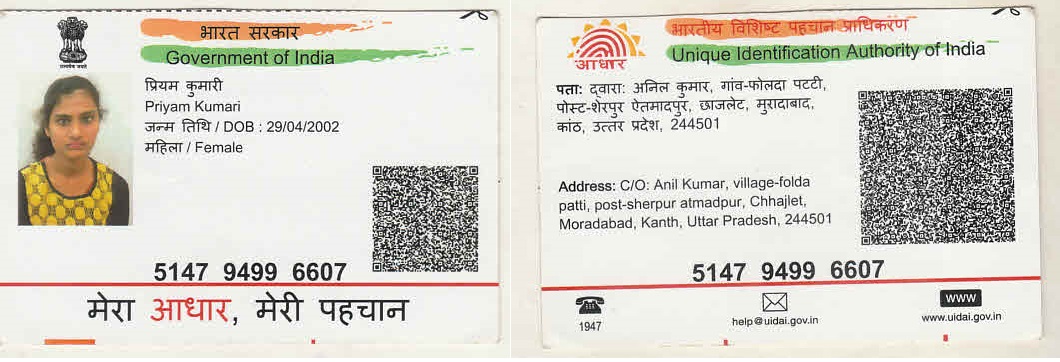 भारत सरकार
Government of India
प्रियम कुमारी
Priyam Kumari
जन्म तिथि / DOB : 29/04/2002
महिला / Female
5147 9499 6607
मेरा आधार, मेरी पहचान
भारतीय विशिष्ट पहचान प्राधिकरण
Unique Identification Authority of India
आधार
पता: द्वारा: अनिल कुमार, गांव-फोलदा पटटी,
पोस्ट-शेरपुर ऐतमादपुर, छाजलेट, मुरादाबाद,
कांठ, उत्तर प्रदेश, 244501
Address: C/O: Anil Kumar, village-folda
patti, post-sherpur atmadpur, Chhajlet,
Moradabad, Kanth, Uttar Pradesh, 244501
5147 9499 6607
1947
help@uidai.gov.in
www
www.uidai.gov.in